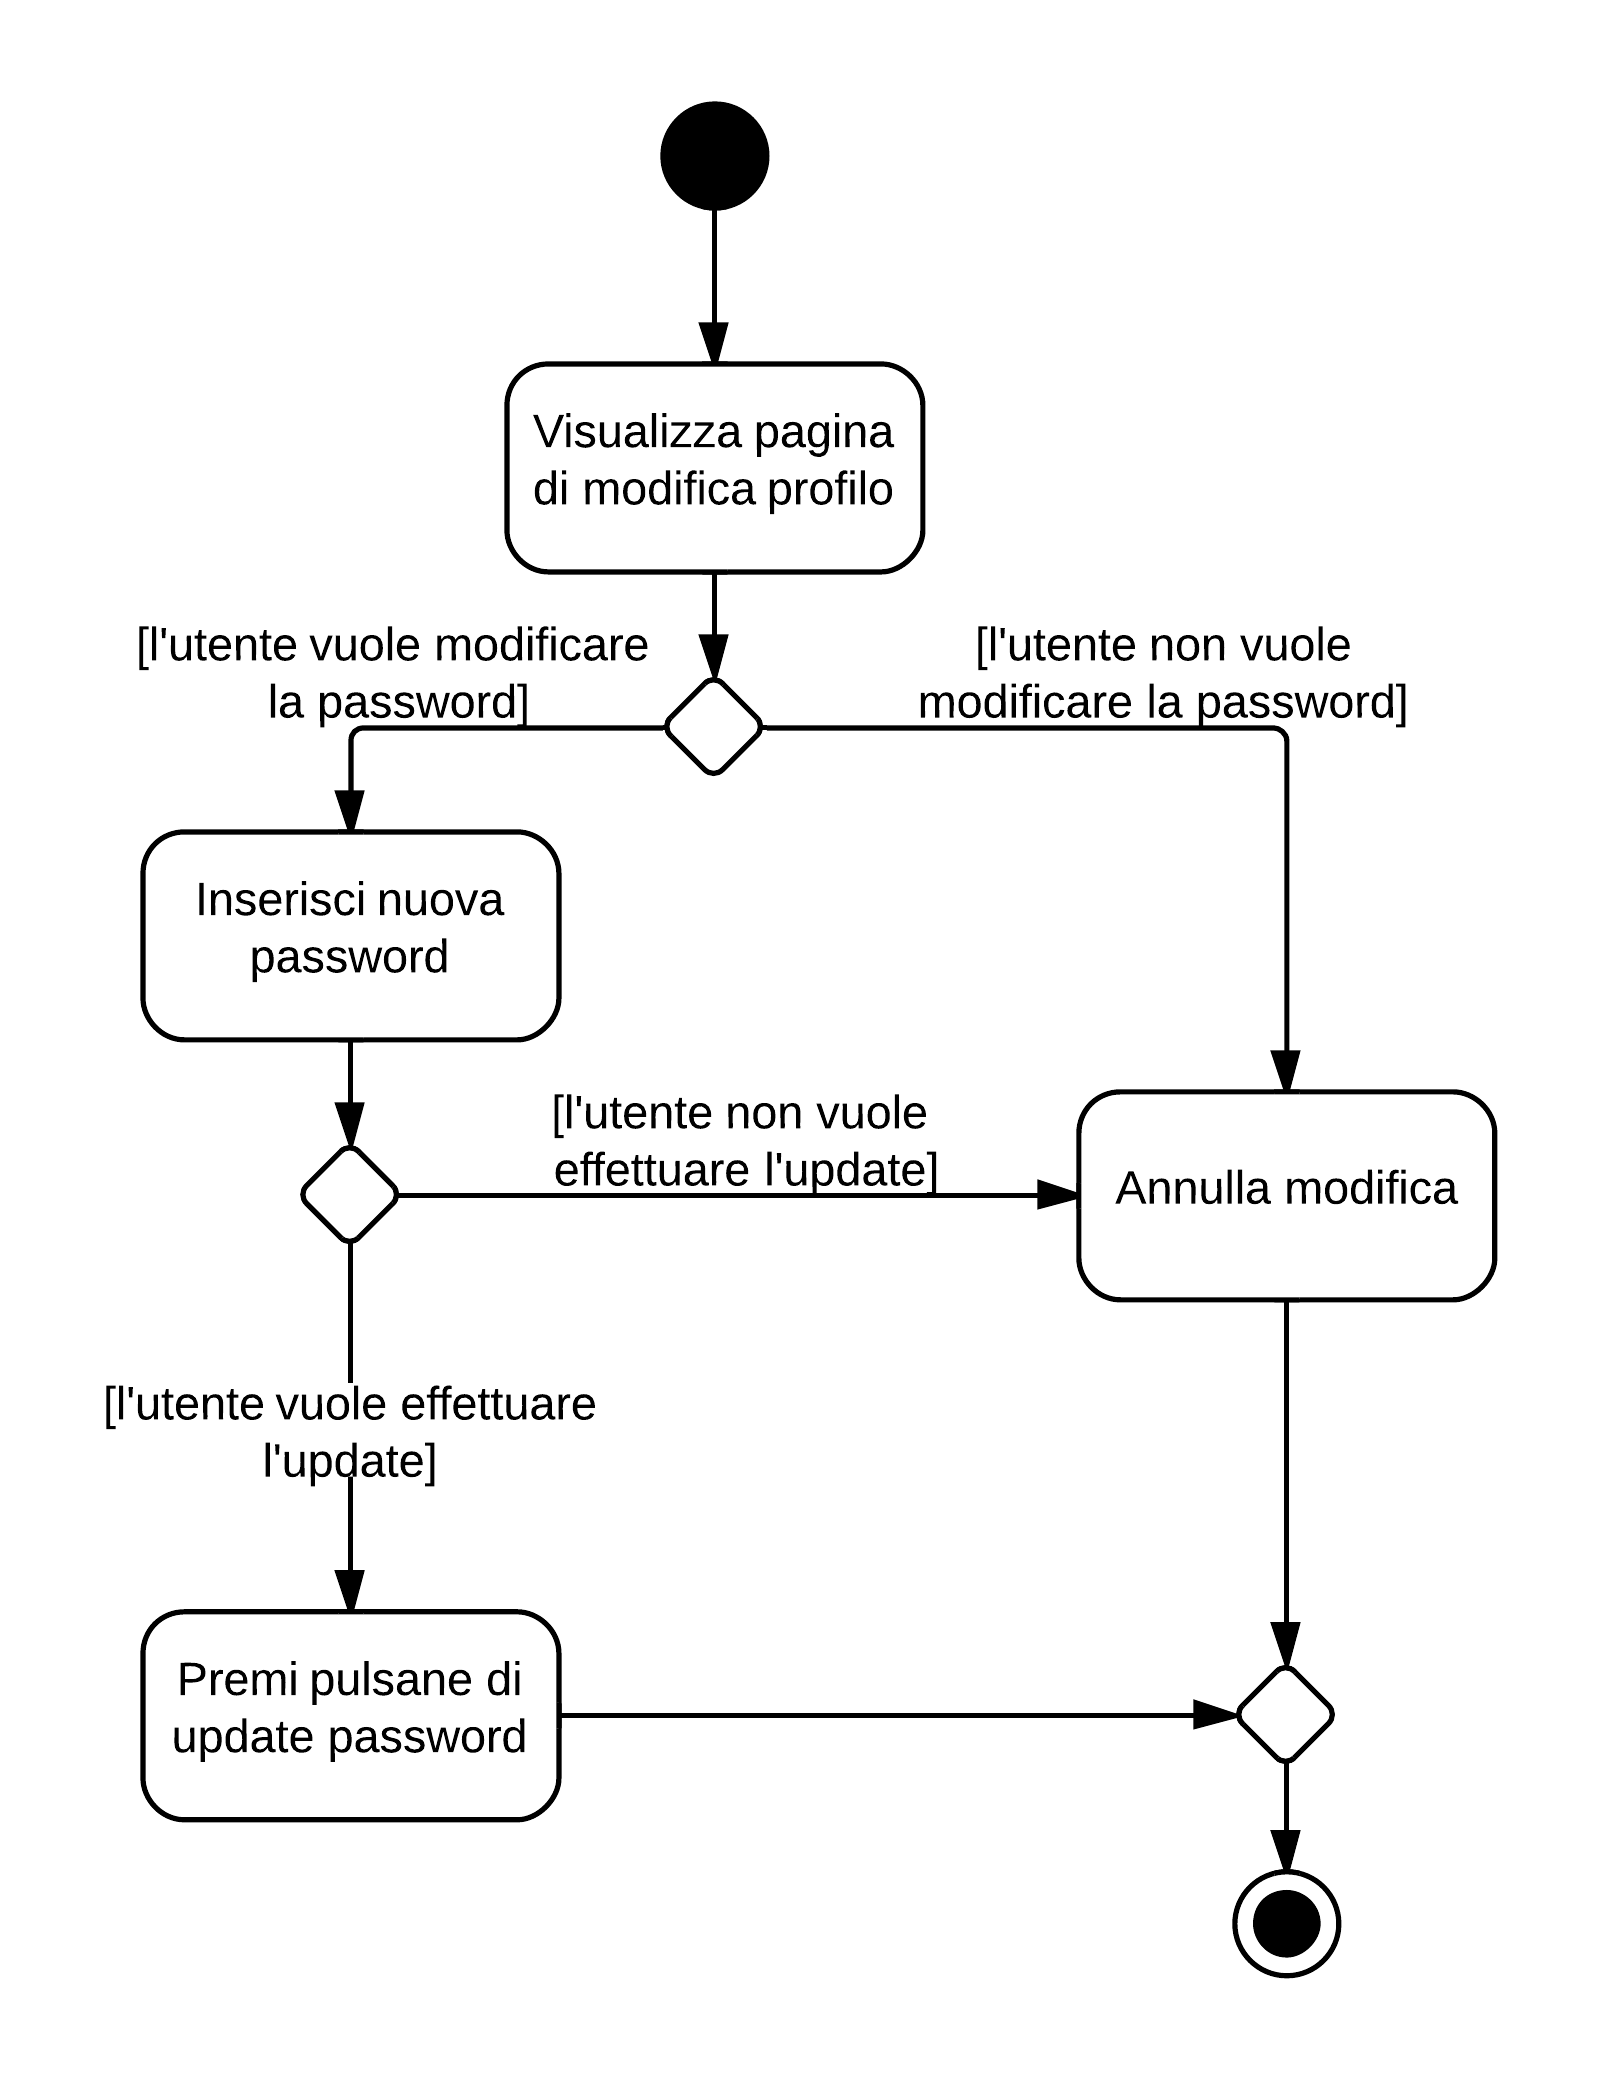 Visualizza pagina
di modifica profilo
[l'utente vuole modificare
la password]
[l'utente non vuole
modificare la password]
Inserisci nuova
password
[l'utente non vuole
effettuare l'update]
Annulla modifica
[l'utente vuole effettuare
l'update]
Premi pulsane di
update password